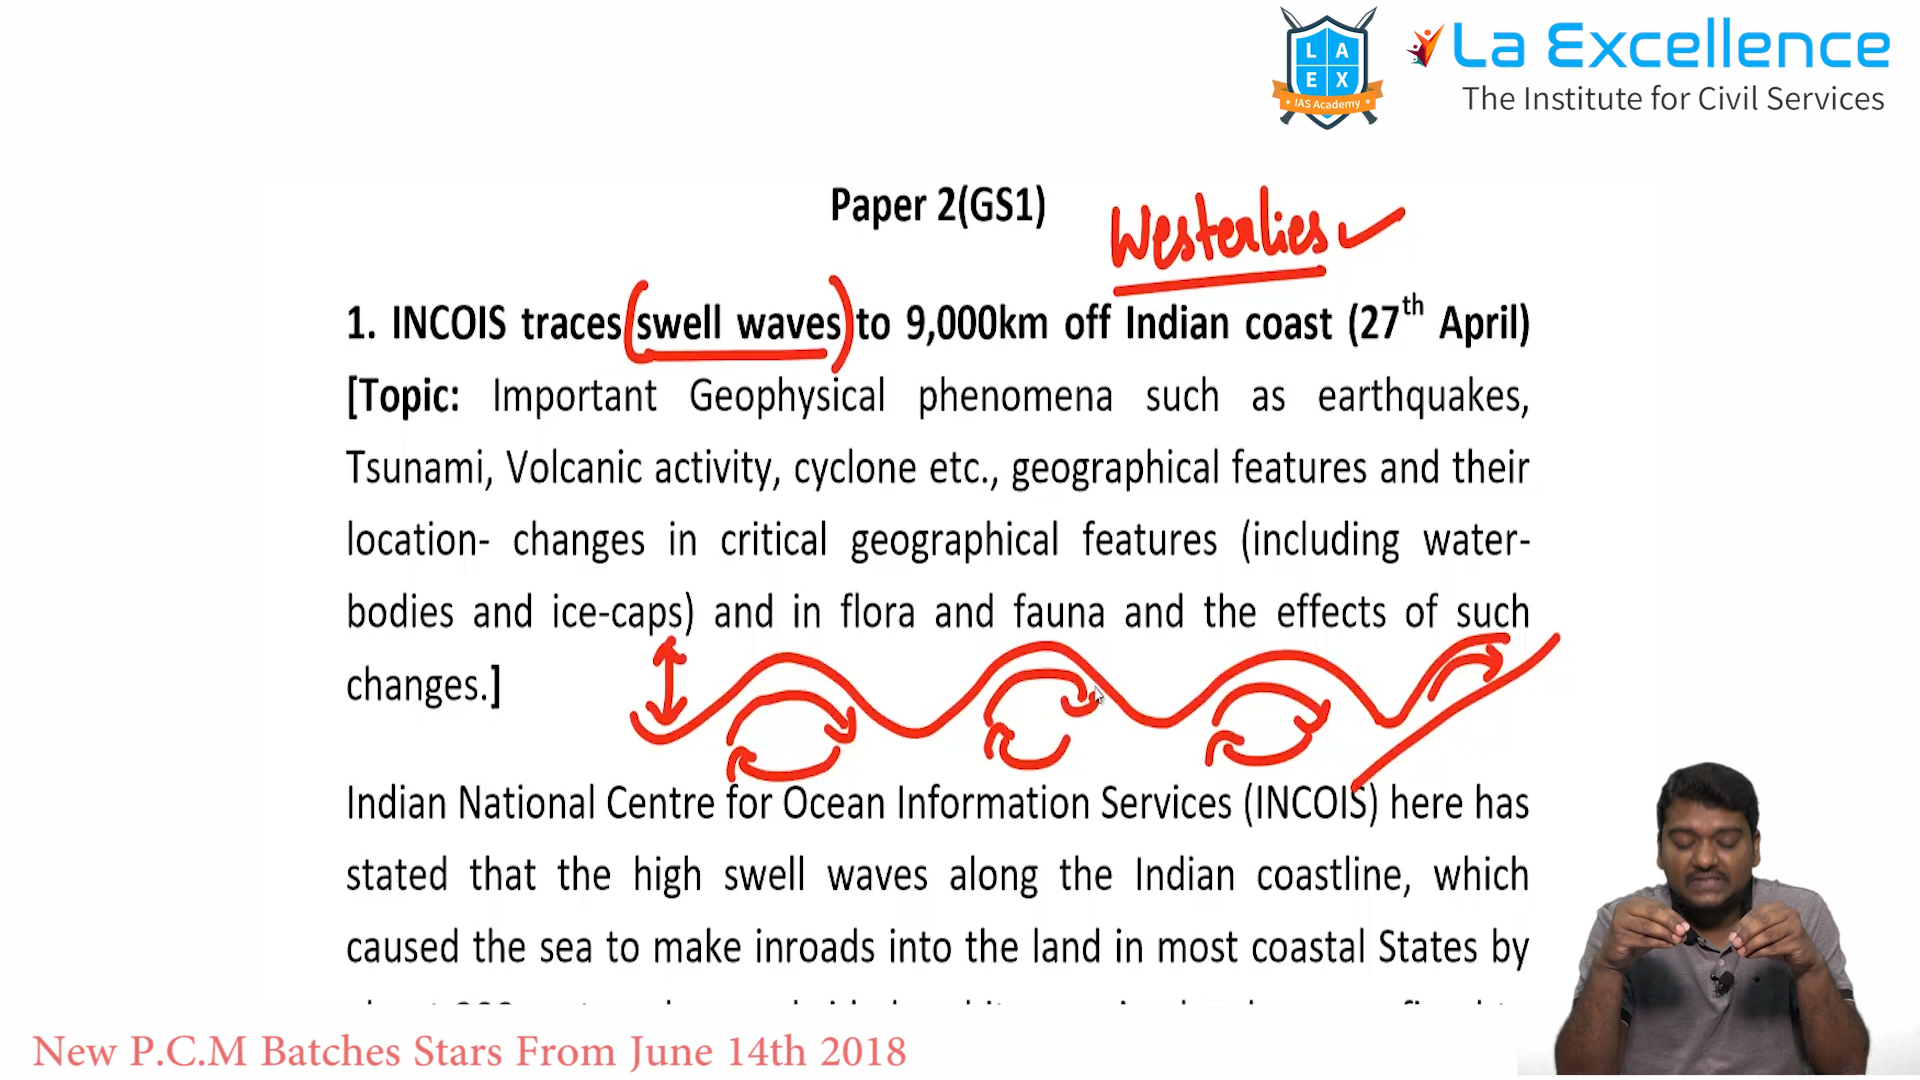 L A
E X
IAS Academy
La Excellence
The Institute for Civil Services
Paper 2(GS1)
Westerlies
1. INCOIS traces (swell waves) to 9,000km off Indian coast (27th April)
[Topic: Important Geophysical phenomena such as earthquakes,
Tsunami, Volcanic activity, cyclone etc., geographical features and their
location- changes in critical geographical features (including water-
bodies and ice-caps) and in flora and fauna and the effects of such
changes.]
Indian National Centre for Ocean Information Services (INCOIS) here has
stated that the high swell waves along the Indian coastline, which
caused the sea to make inroads into the land in most coastal States by
New P.C.M Batches Stars From June 14th 2018